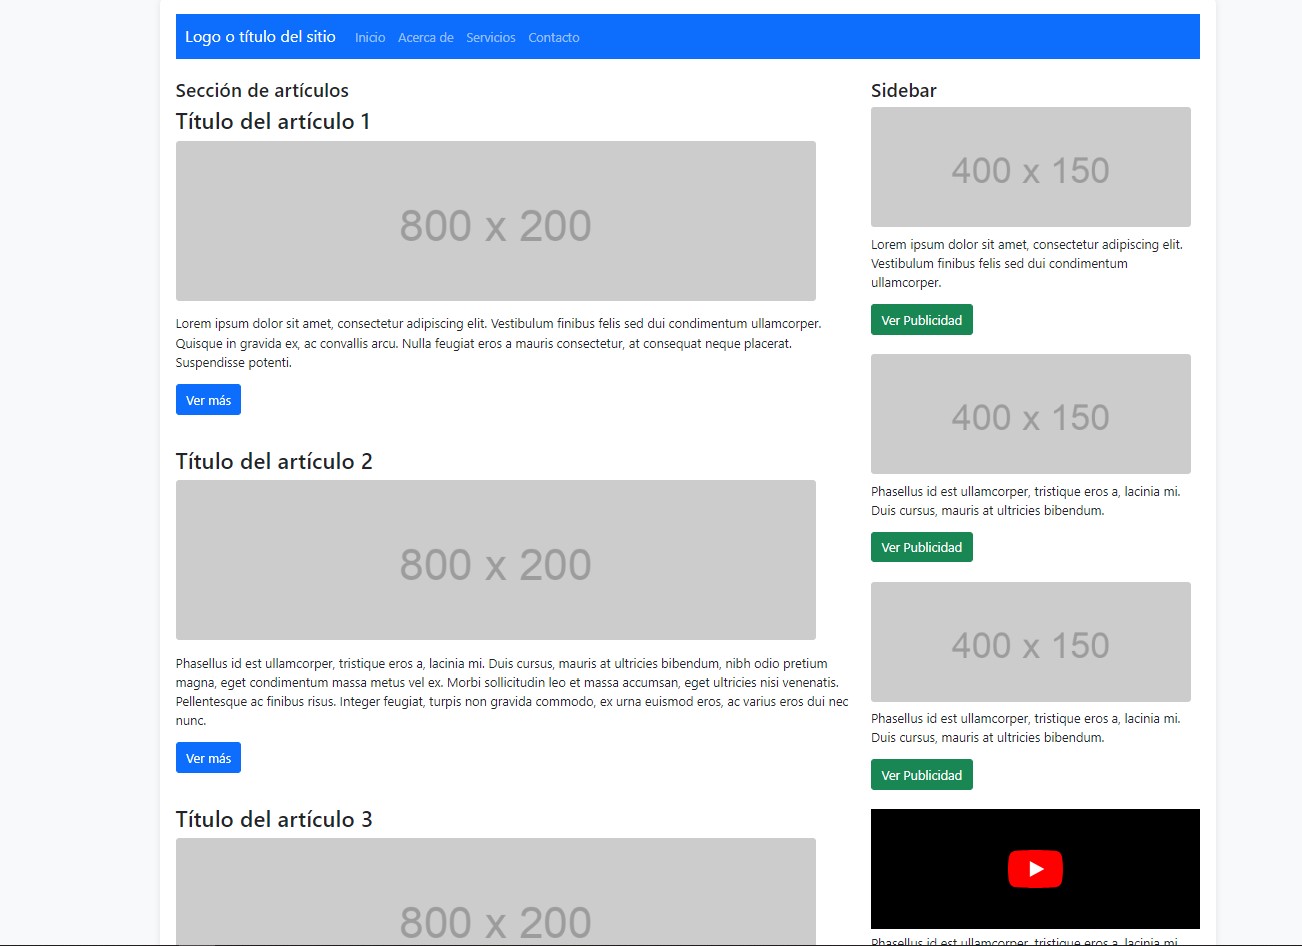 Logo o título del sitio Inicio Acerca de Servicios Contacto
Sección de artículos
Título del artículo 1
800 x 200
Lorem ipsum dolor sit amet, consectetur adipiscing elit. Vestibulum finibus felis sed dui condimentum ullamcorper.
Quisque in gravida ex, ac convallis arcu. Nulla feugiat eros a mauris consectetur, at consequat neque placerat.
Suspendisse potenti.
Ver más
Título del artículo 2
800 x 200
Phasellus id est ullamcorper, tristique eros a, lacinia mi. Duis cursus, mauris at ultricies bibendum, nibh odio pretium
magna, eget condimentum massa metus vel ex. Morbi sollicitudin leo et massa accumsan, eget ultricies nisi venenatis.
Pellentesque ac finibus risus. Integer feugiat, turpis non gravida commodo, ex urna euismod eros, ac varius eros dui nec
nunc.
Ver más
Título del artículo 3
800 x 200
Sidebar
400 x 150
Lorem ipsum dolor sit amet, consectetur adipiscing elit.
Vestibulum finibus felis sed dui condimentum
ullamcorper.
Ver Publicidad
400 x 150
Phasellus id est ullamcorper, tristique eros a, lacinia mi.
Duis cursus, mauris at ultricies bibendum.
Ver Publicidad
400 x 150
Phasellus id est ullamcorper, tristique eros a, lacinia mi.
Duis cursus, mauris at ultricies bibendum.
Ver Publicidad
Phasellus id est ullamcorper, tristique eros a, lacinia mi.